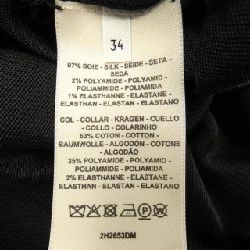 34
97% SOIE - SILK - SEIDE - SETA -
SEDA
2% POLYAMIDE - POLYAMID -
POLIAMMIDE - POLIAMIDA
1% ELASTHANNE - ELASTANE -
ELASTHAN - ELASTAN - ELASTANO
COL - COLLAR - KRAGEN - CUELLO
- COLLO - COLARINHO
63% COTON - COTTON -
BAUMWOLLE - ALGODON - COTONE
- ALGODÃO
35% POLYAMIDE - POLYAMID -
POLIAMMIDE - POLIAMIDA
2% ELASTHANNE - ELASTANE -
ELASTHAN - ELASTAN - ELASTANO
2H2653DM